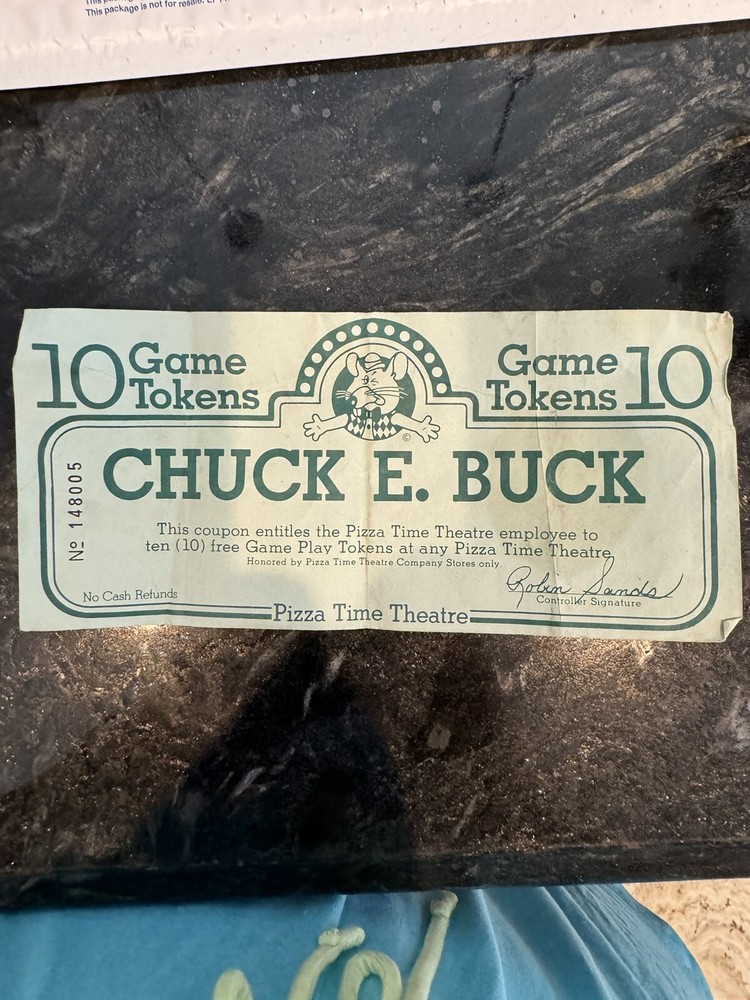 This package is not for resale.
10 Game Tokens
Game Tokens 10
©
CHUCK E. BUCK
№ 148005
This coupon entitles the Pizza Time Theatre employee to
ten (10) free Game Play Tokens at any Pizza Time Theatre
Honored by Pizza Time Theatre Company Stores only.
Robin Sands
No Cash Refunds
Controller Signature
Pizza Time Theatre